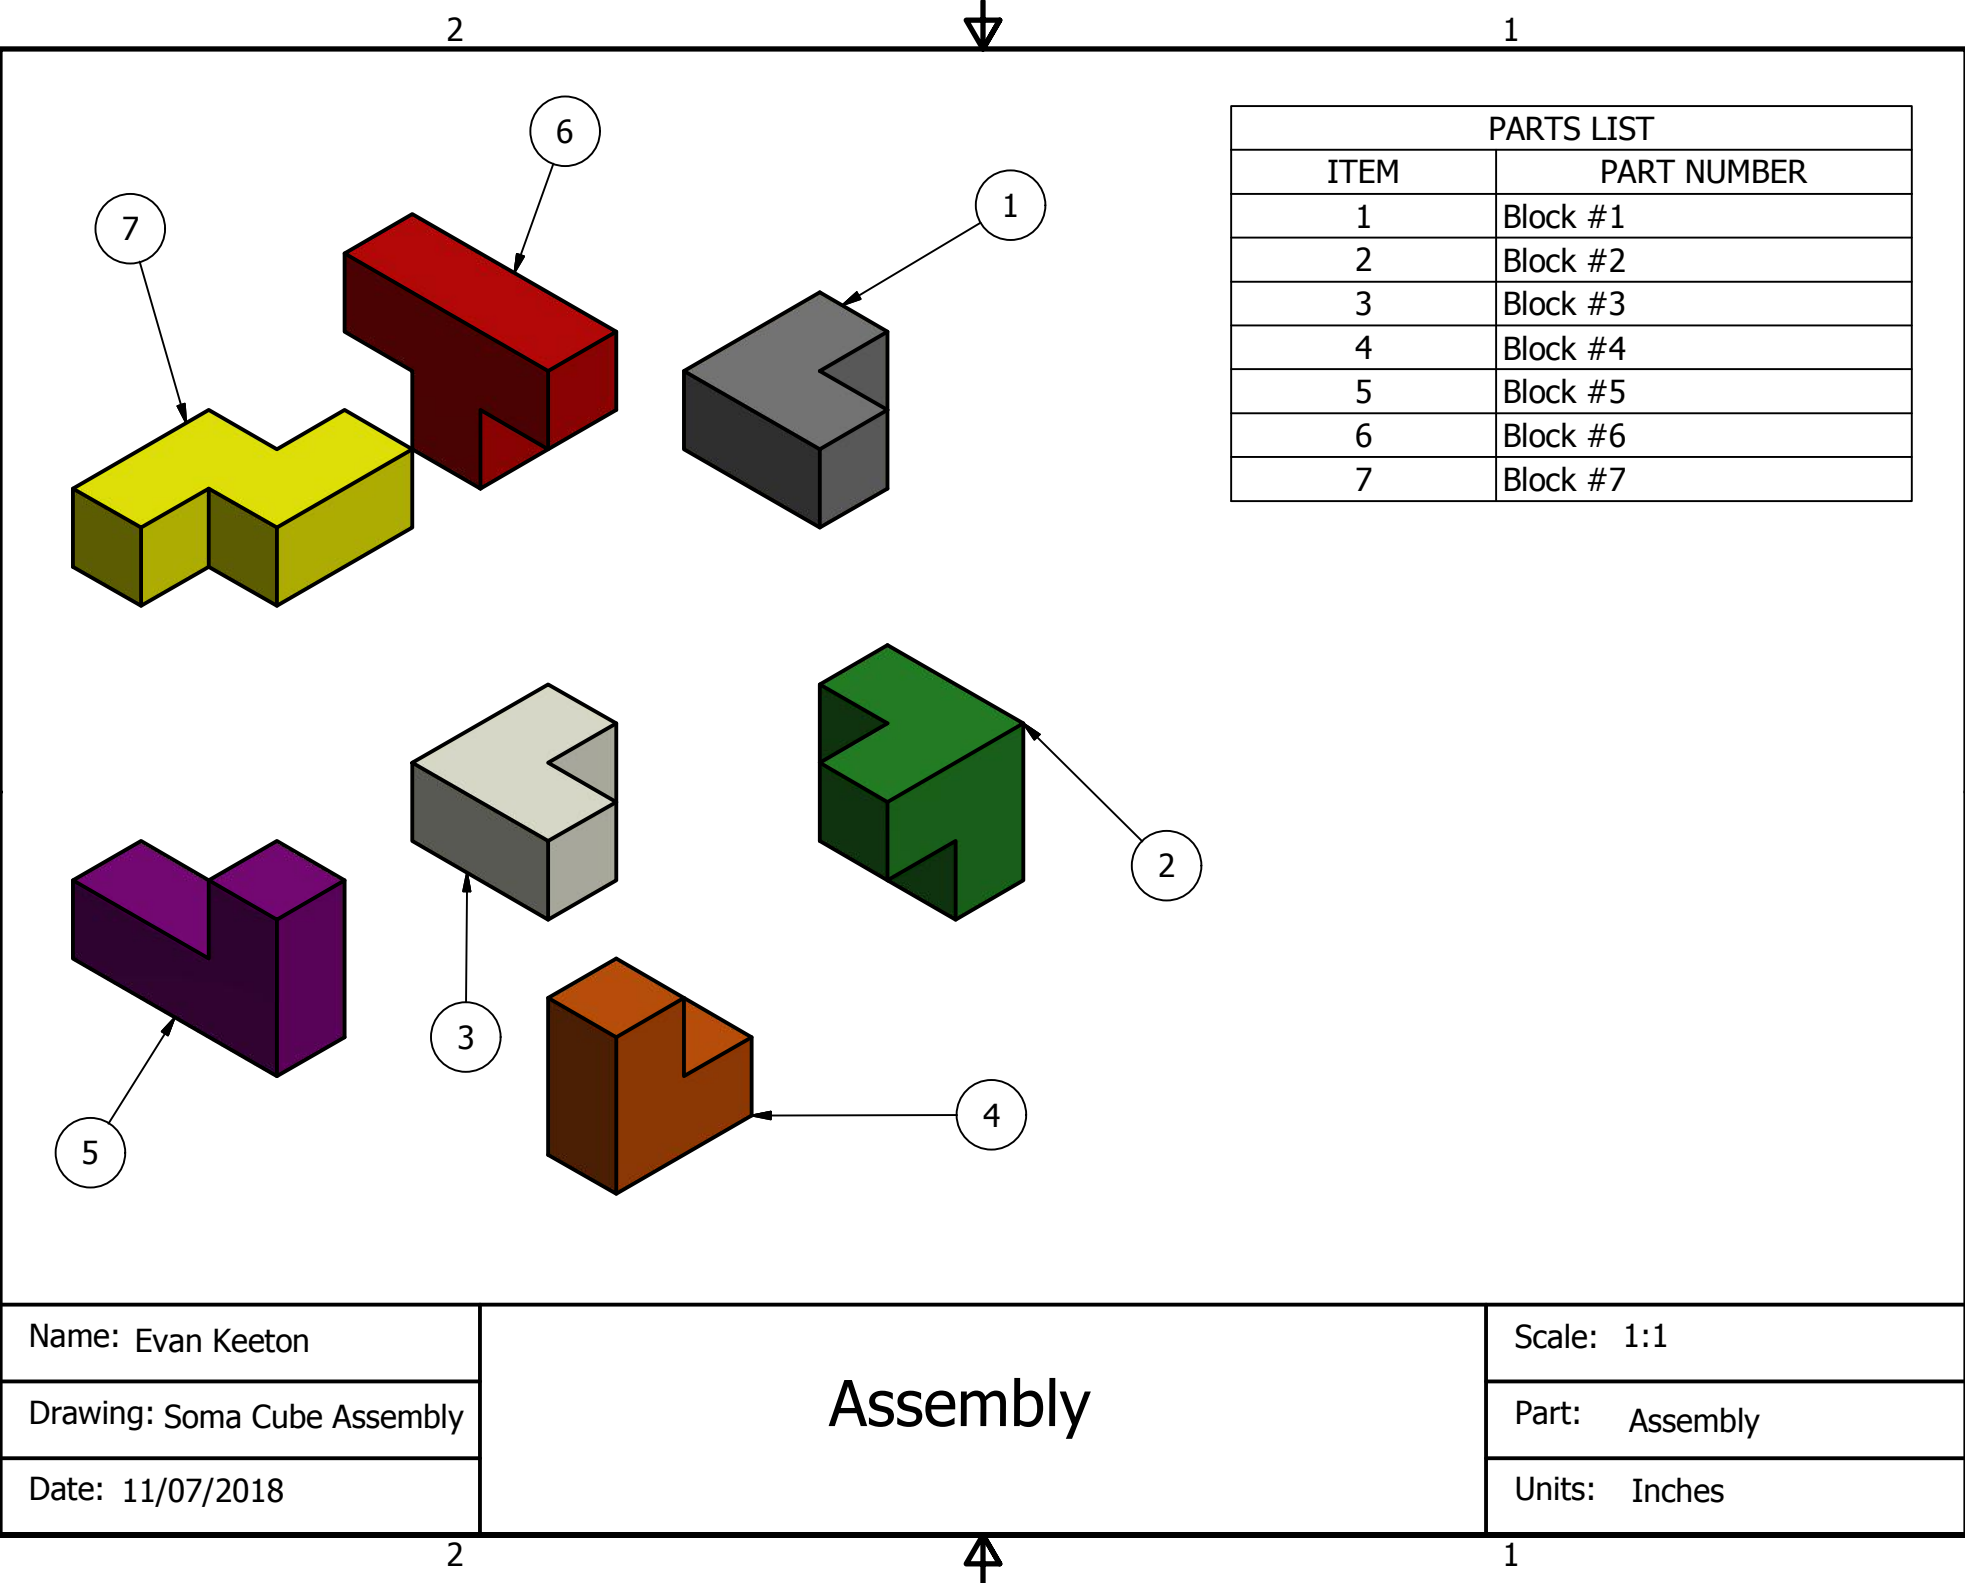 2 1
6
1
7
PARTS LIST
ITEM PART NUMBER
1 Block #1
2 Block #2
3 Block #3
4 Block #4
5 Block #5
6 Block #6
7 Block #7
2
3
4
5
Name: Evan Keeton
Drawing: Soma Cube Assembly
Date: 11/07/2018
Assembly
Scale: 1:1
Part: Assembly
Units: Inches
2 1